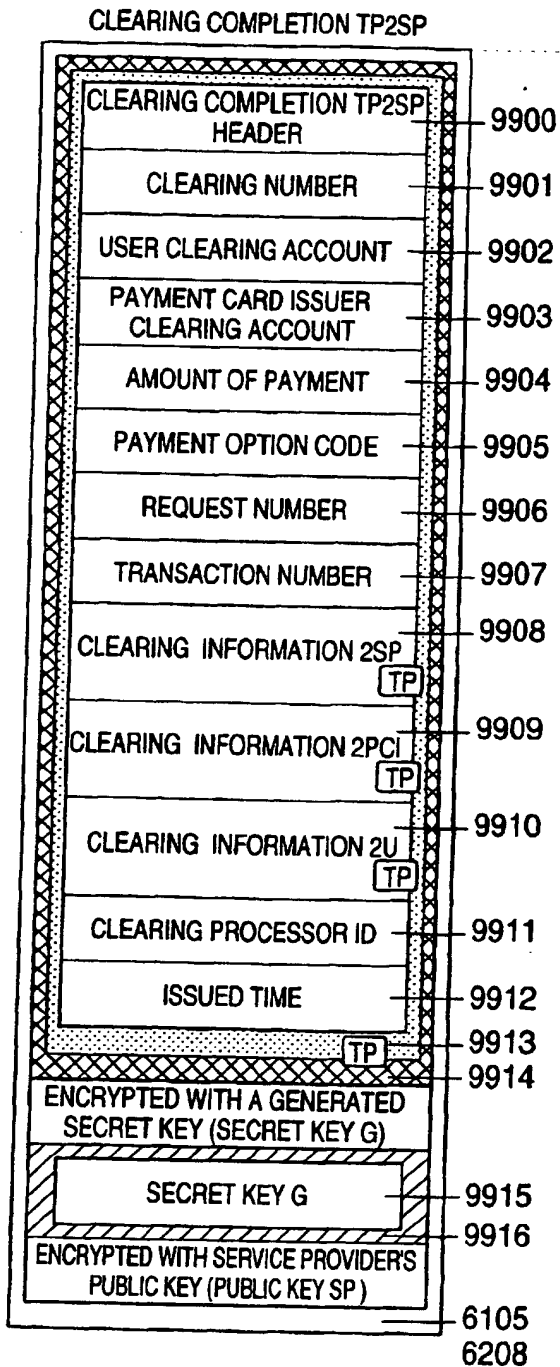 CLEARING COMPLETION TP2SP
CLEARING COMPLETION TP2SP
HEADER
9900
CLEARING NUMBER
9901
USER CLEARING ACCOUNT
9902
PAYMENT CARD ISSUER
CLEARING ACCOUNT
9903
AMOUNT OF PAYMENT
9904
PAYMENT OPTION CODE
9905
REQUEST NUMBER
9906
TRANSACTION NUMBER
9907
CLEARING INFORMATION 2SP
9908
TP
CLEARING INFORMATION 2PCI
9909
TP
CLEARING INFORMATION 2U
9910
TP
CLEARING PROCESSOR ID
9911
ISSUED TIME
9912
TP
9913
9914
ENCRYPTED WITH A GENERATED
SECRET KEY (SECRET KEY G)
SECRET KEY G
9915
9916
ENCRYPTED WITH SERVICE PROVIDER'S
PUBLIC KEY (PUBLIC KEY SP)
6105
6208